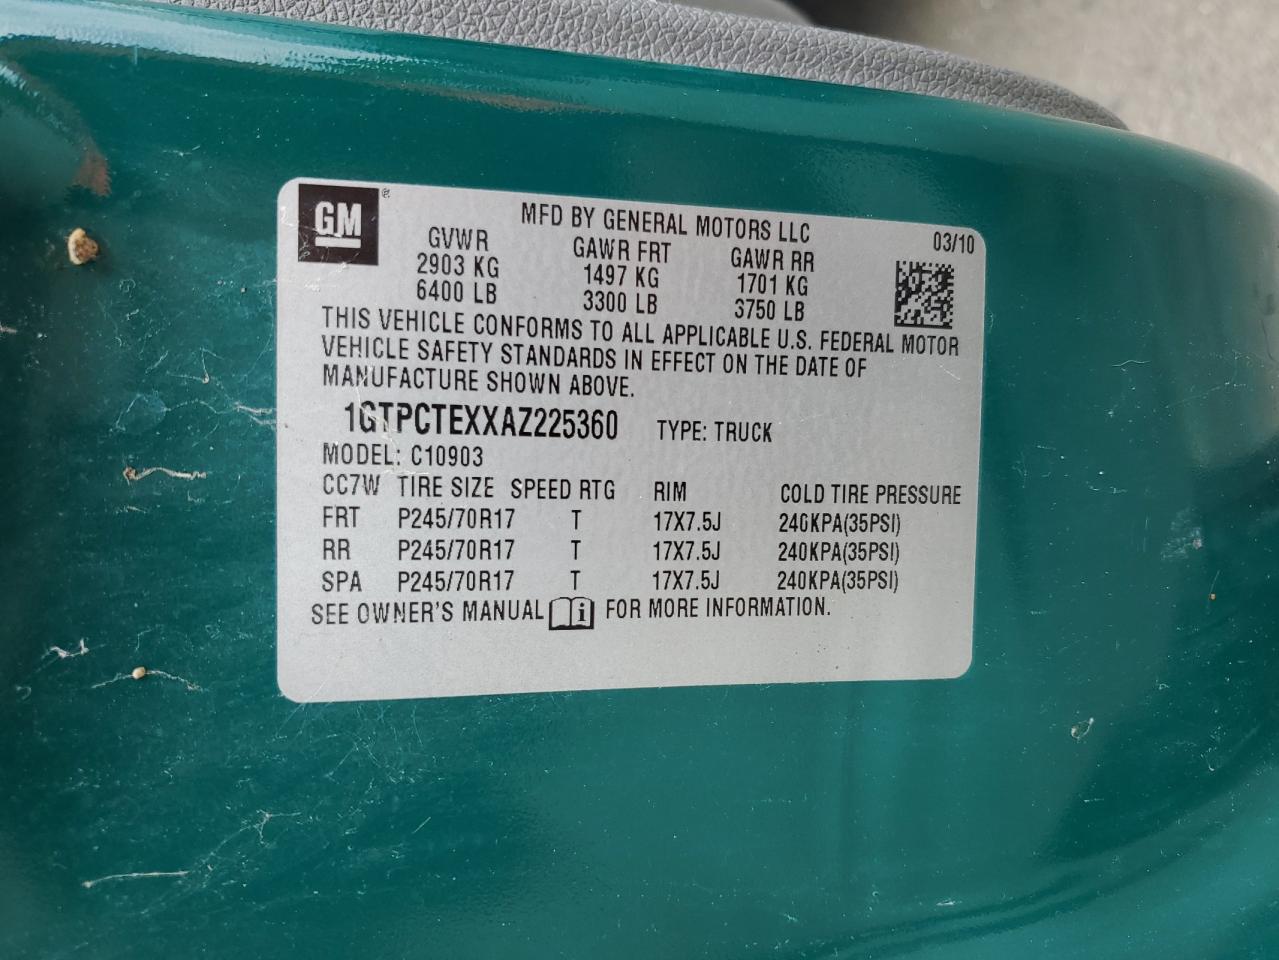 GM®
MFD BY GENERAL MOTORS LLC
03/10
GVWR GAWR FRT GAWR RR
2903 KG 1497 KG 1701 KG
6400 LB 3300 LB 3750 LB
THIS VEHICLE CONFORMS TO ALL APPLICABLE U.S. FEDERAL MOTOR
VEHICLE SAFETY STANDARDS IN EFFECT ON THE DATE OF
MANUFACTURE SHOWN ABOVE.
1GTPCTEXXAZ225360 TYPE: TRUCK
MODEL: C10903
CC7W TIRE SIZE SPEED RTG RIM COLD TIRE PRESSURE
FRT P245/70R17 T 17X7.5J 240KPA(35PSI)
RR P245/70R17 T 17X7.5J 240KPA(35PSI)
SPA P245/70R17 T 17X7.5J 240KPA(35PSI)
SEE OWNER'S MANUAL i FOR MORE INFORMATION.